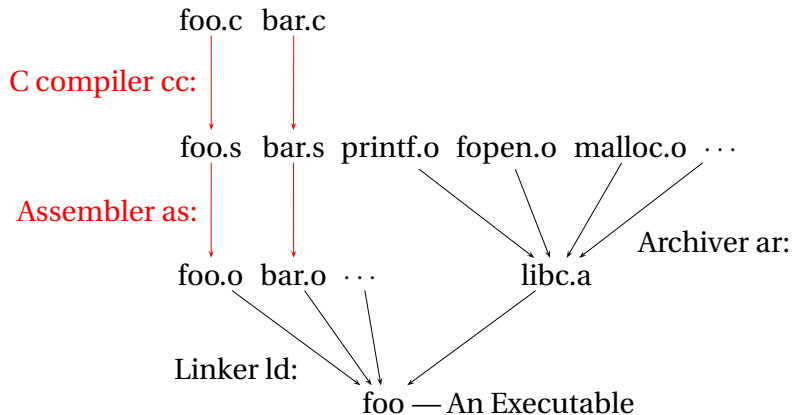 foo.c bar.c
C compiler cc:
foo.s bar.s printf.o fopen.o malloc.o ···
Assembler as:
Archiver ar:
foo.o bar.o ··· libc.a
Linker ld:
foo — An Executable